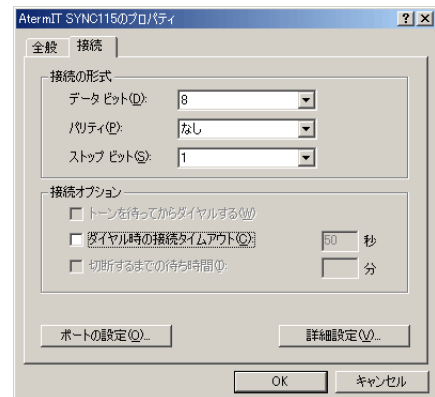 AtermIT SYNC115のプロパティ
全般 接続
接続の形式
データ ビット(D): 8
パリティ(P): なし
ストップ ビット(S): 1
接続オプション
トーンを待ってからダイヤルする(W)
ダイヤル時の接続タイムアウト(C): 60 秒
切断するまでの待ち時間(I): 分
ポートの設定(O)... 詳細設定(V)...
OK キャンセル